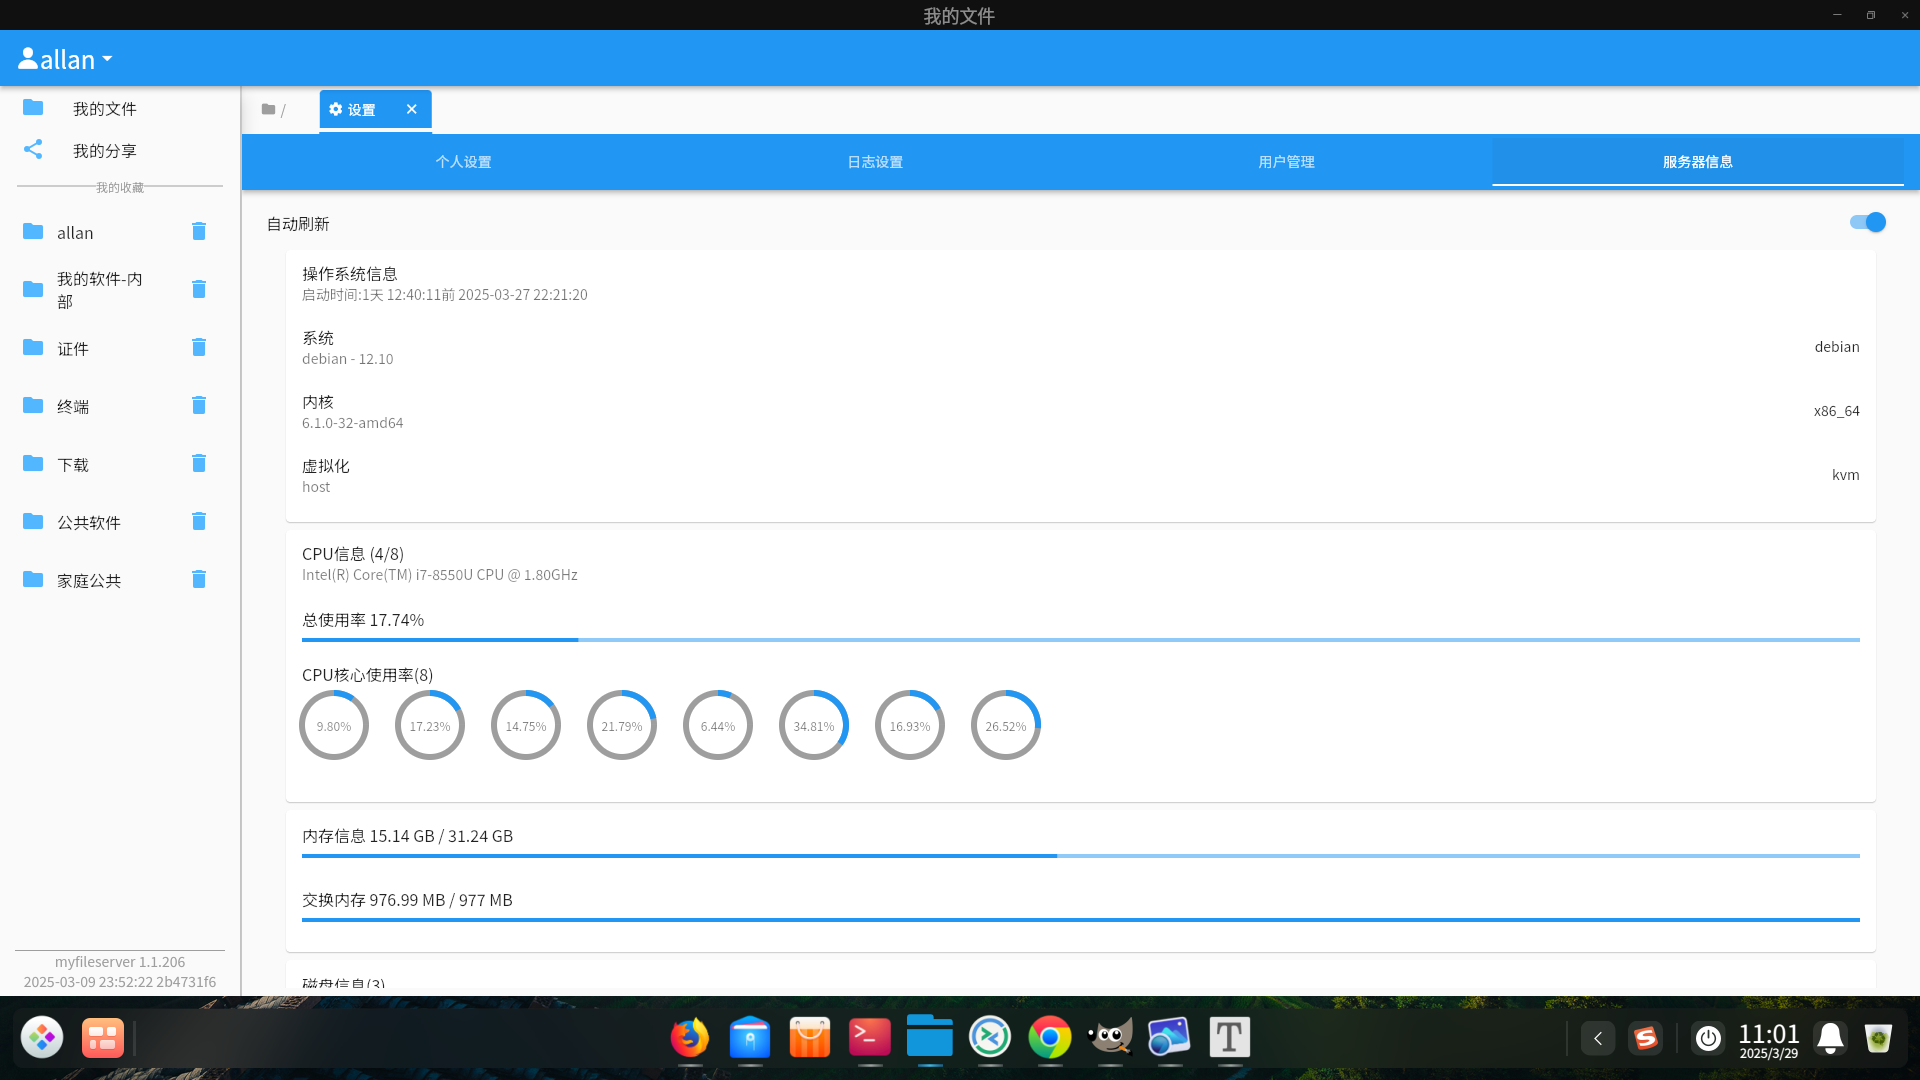 我的文件
allan
我的文件
我的分享
我的收藏
allan
我的软件-内
部
证件
终端
下载
公共软件
家庭公共
myfileserver 1.1.206
2025-03-09 23:52:22 2b4731f6
/
设置
个人设置
日志设置
用户管理
服务器信息
自动刷新
操作系统信息
启动时间:1天 12:40:11前 2025-03-27 22:21:20
系统
debian - 12.10
debian
内核
6.1.0-32-amd64
x86_64
虚拟化
host
kvm
CPU信息 (4/8)
Intel(R) Core(TM) i7-8550U CPU @ 1.80GHz
总使用率 17.74%
CPU核心使用率(8)
9.80%
17.23%
14.75%
21.79%
6.44%
34.81%
16.93%
26.52%
内存信息 15.14 GB / 31.24 GB
交换内存 976.99 MB / 977 MB
磁盘信息(3)
T
11:01
2025/3/29